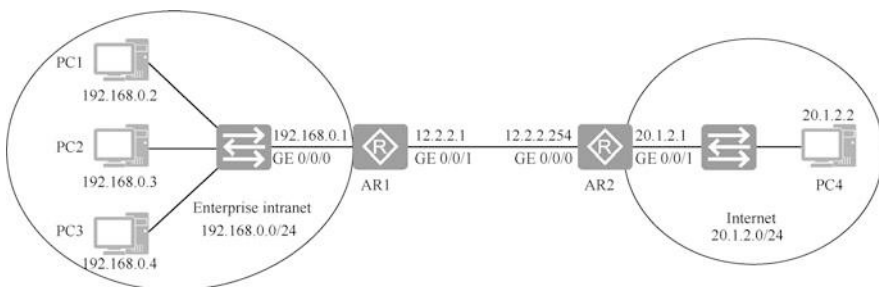 PC1
192.168.0.2
PC2
192.168.0.3
PC3
192.168.0.4
192.168.0.1
GE 0/0/0
Enterprise intranet
192.168.0.0/24
R
AR1
12.2.2.1
GE 0/0/1
12.2.2.254
GE 0/0/0
R
AR2
20.1.2.1
GE 0/0/1
20.1.2.2
PC4
Internet
20.1.2.0/24